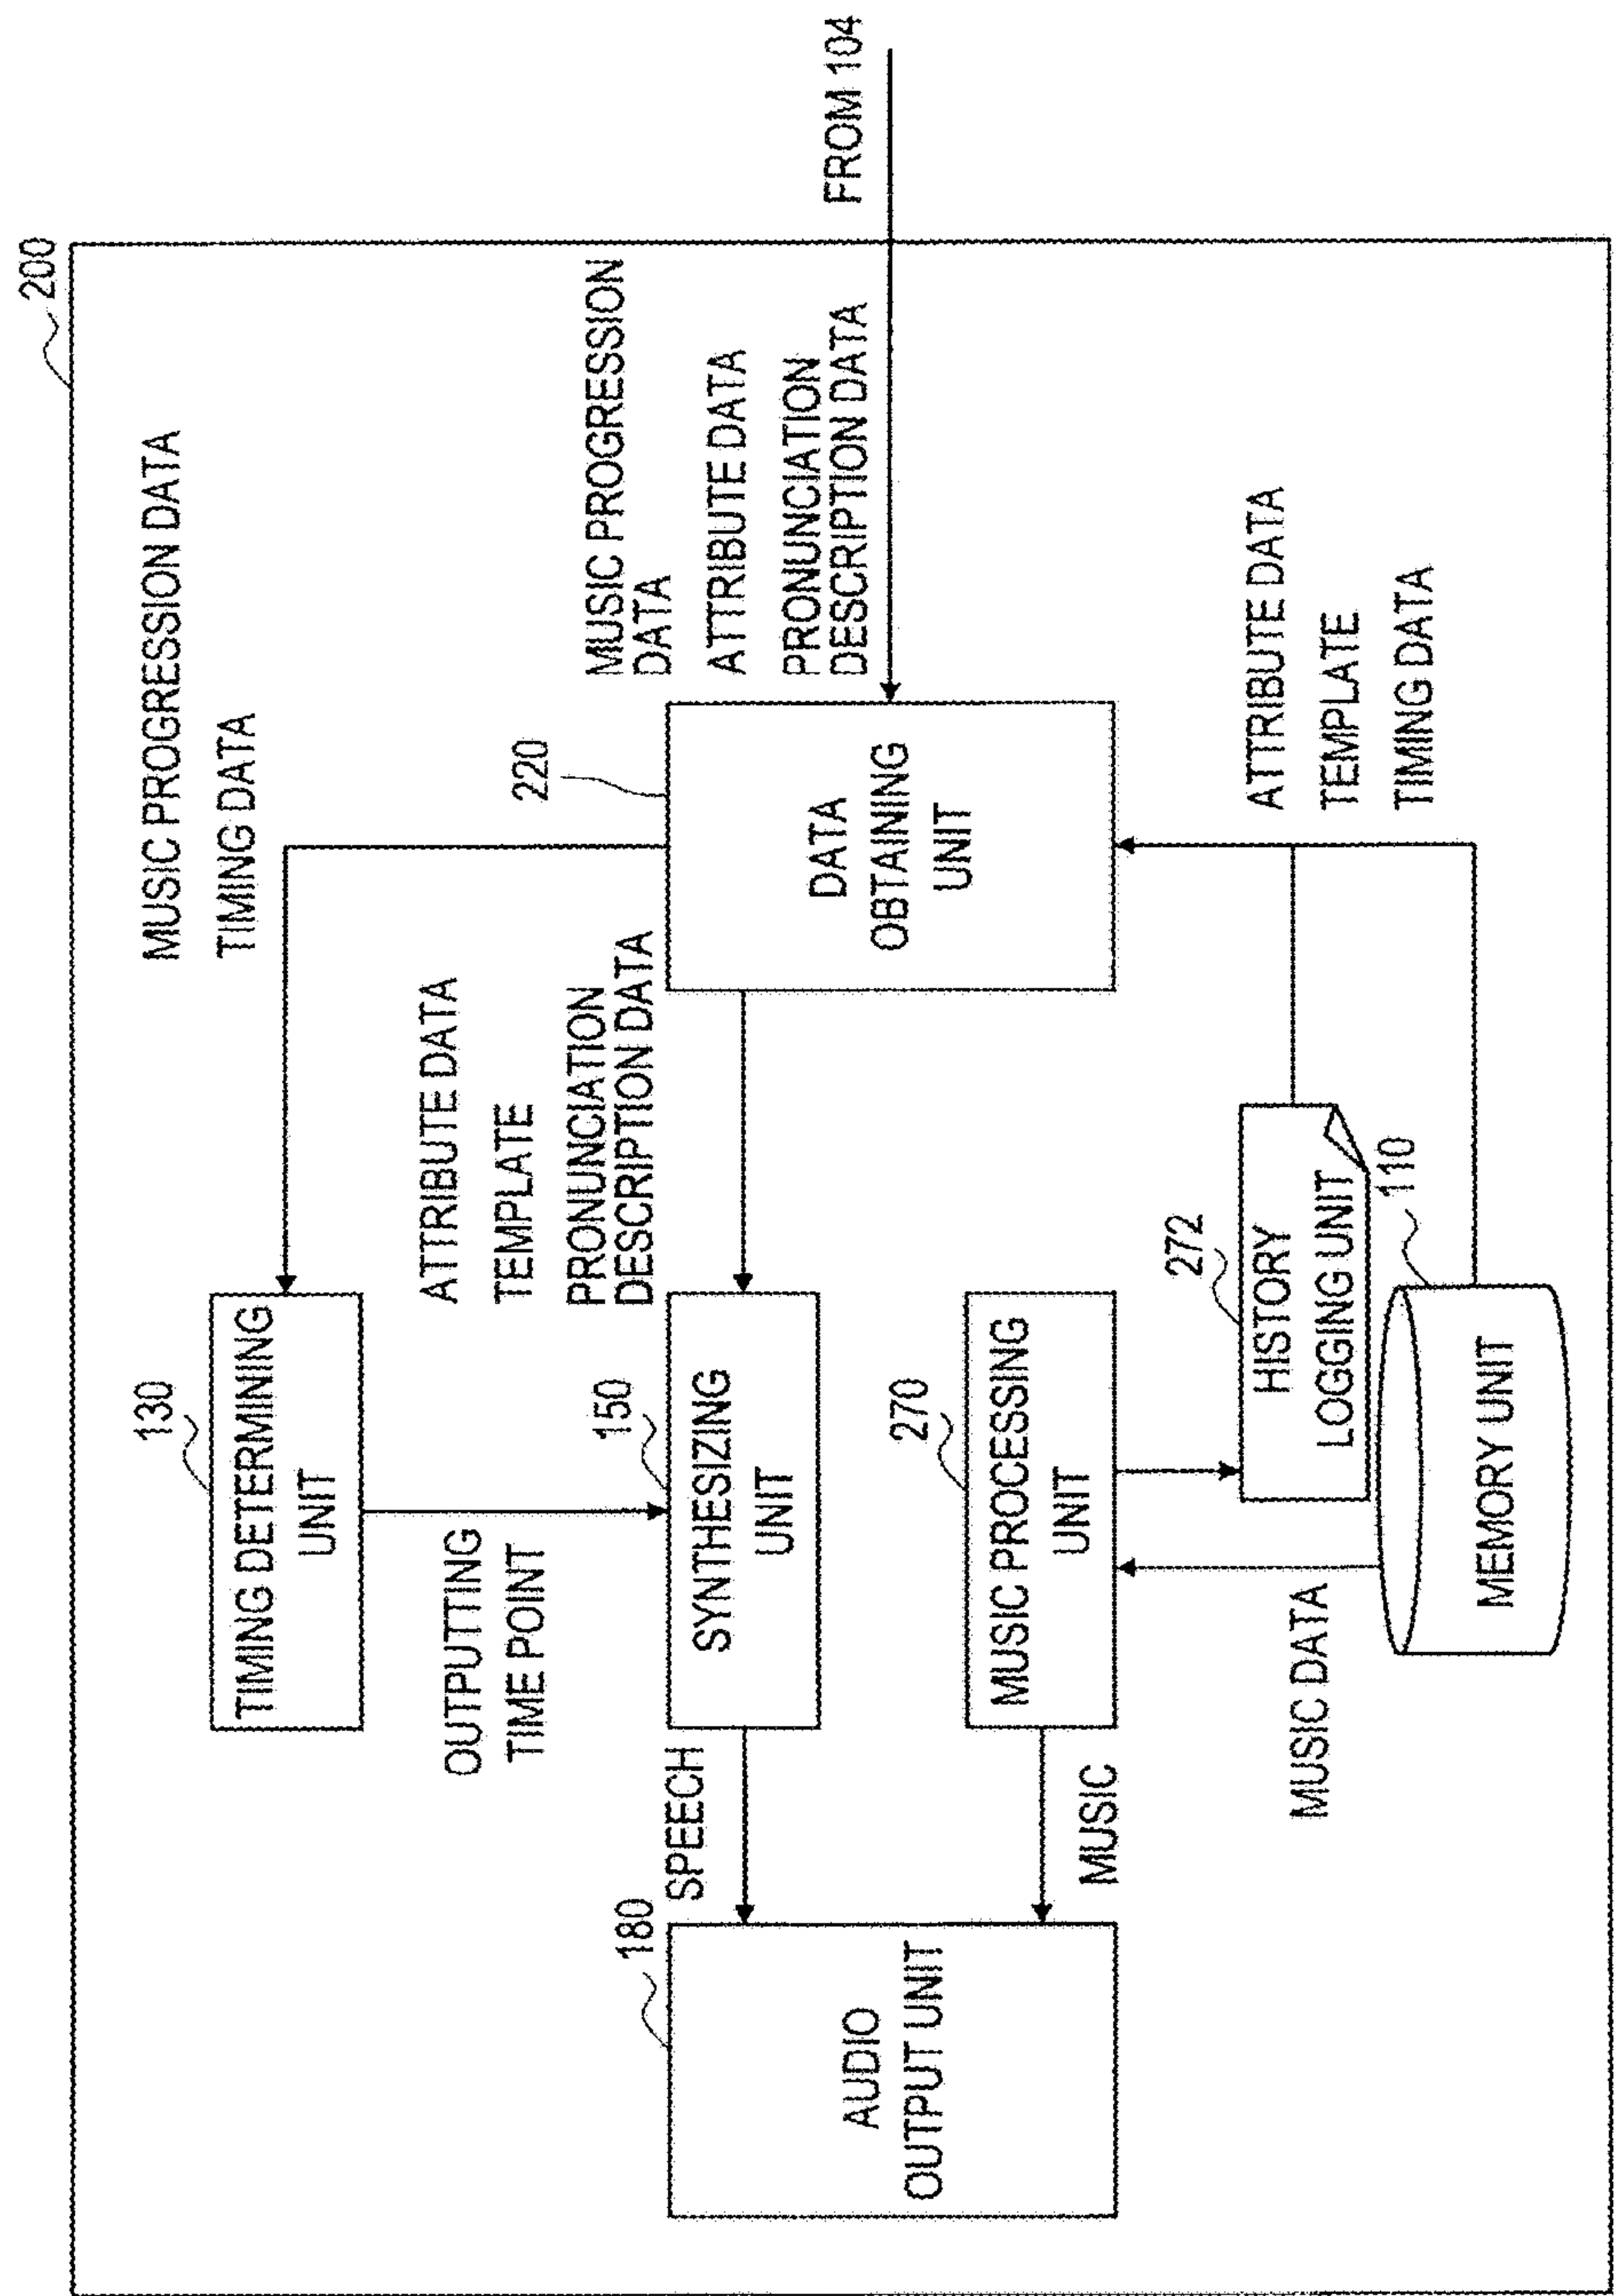 200
MUSIC PROGRESSION DATA
TIMING DATA
130
TIMING DETERMINING
UNIT
OUTPUTTING
TIME POINT
ATTRIBUTE DATA
TEMPLATE
PRONUNCIATION
DESCRIPTION DATA
220
DATA
OBTAINING
UNIT
MUSIC PROGRESSION
DATA
ATTRIBUTE DATA
PRONUNCIATION
DESCRIPTION DATA
FROM 104
180
AUDIO
OUTPUT UNIT
SPEECH
150
SYNTHESIZING
UNIT
MUSIC
270
MUSIC PROCESSING
UNIT
272
HISTORY
LOGGING UNIT
110
MUSIC DATA
MEMORY UNIT
ATTRIBUTE DATA
TEMPLATE
TIMING DATA